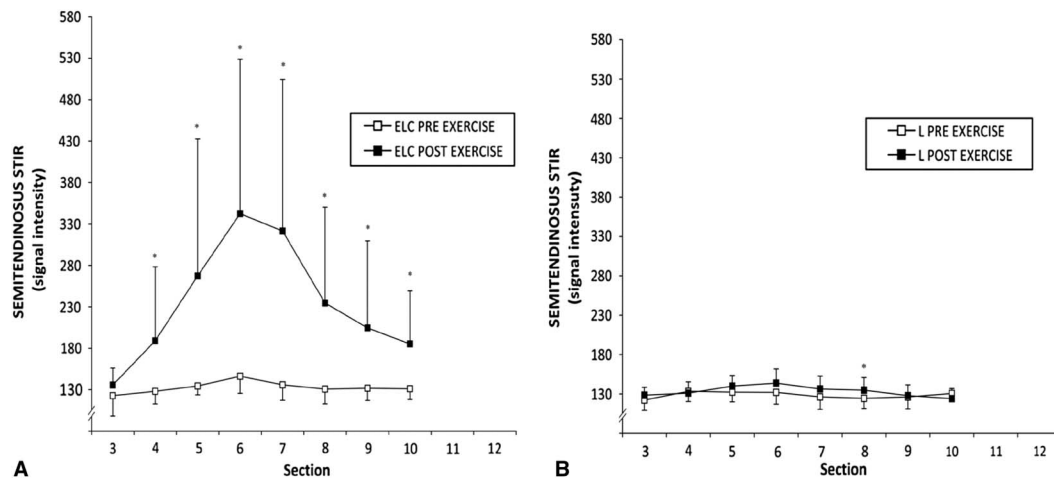 580
530
480
430
380
330
280
230
180
130
SEMITENDINOSUS STIR
(signal intensity)
*
*
*
*
*
*
*
ELC PRE EXERCISE
ELC POST EXERCISE
3 4 5 6 7 8 9 10 11 12
Section
A
580
530
480
430
380
330
280
230
180
130
SEMITENDINOSUS STIR
(signal intensuty)
*
L PRE EXERCISE
L POST EXERCISE
3 4 5 6 7 8 9 10 11 12
Section
B